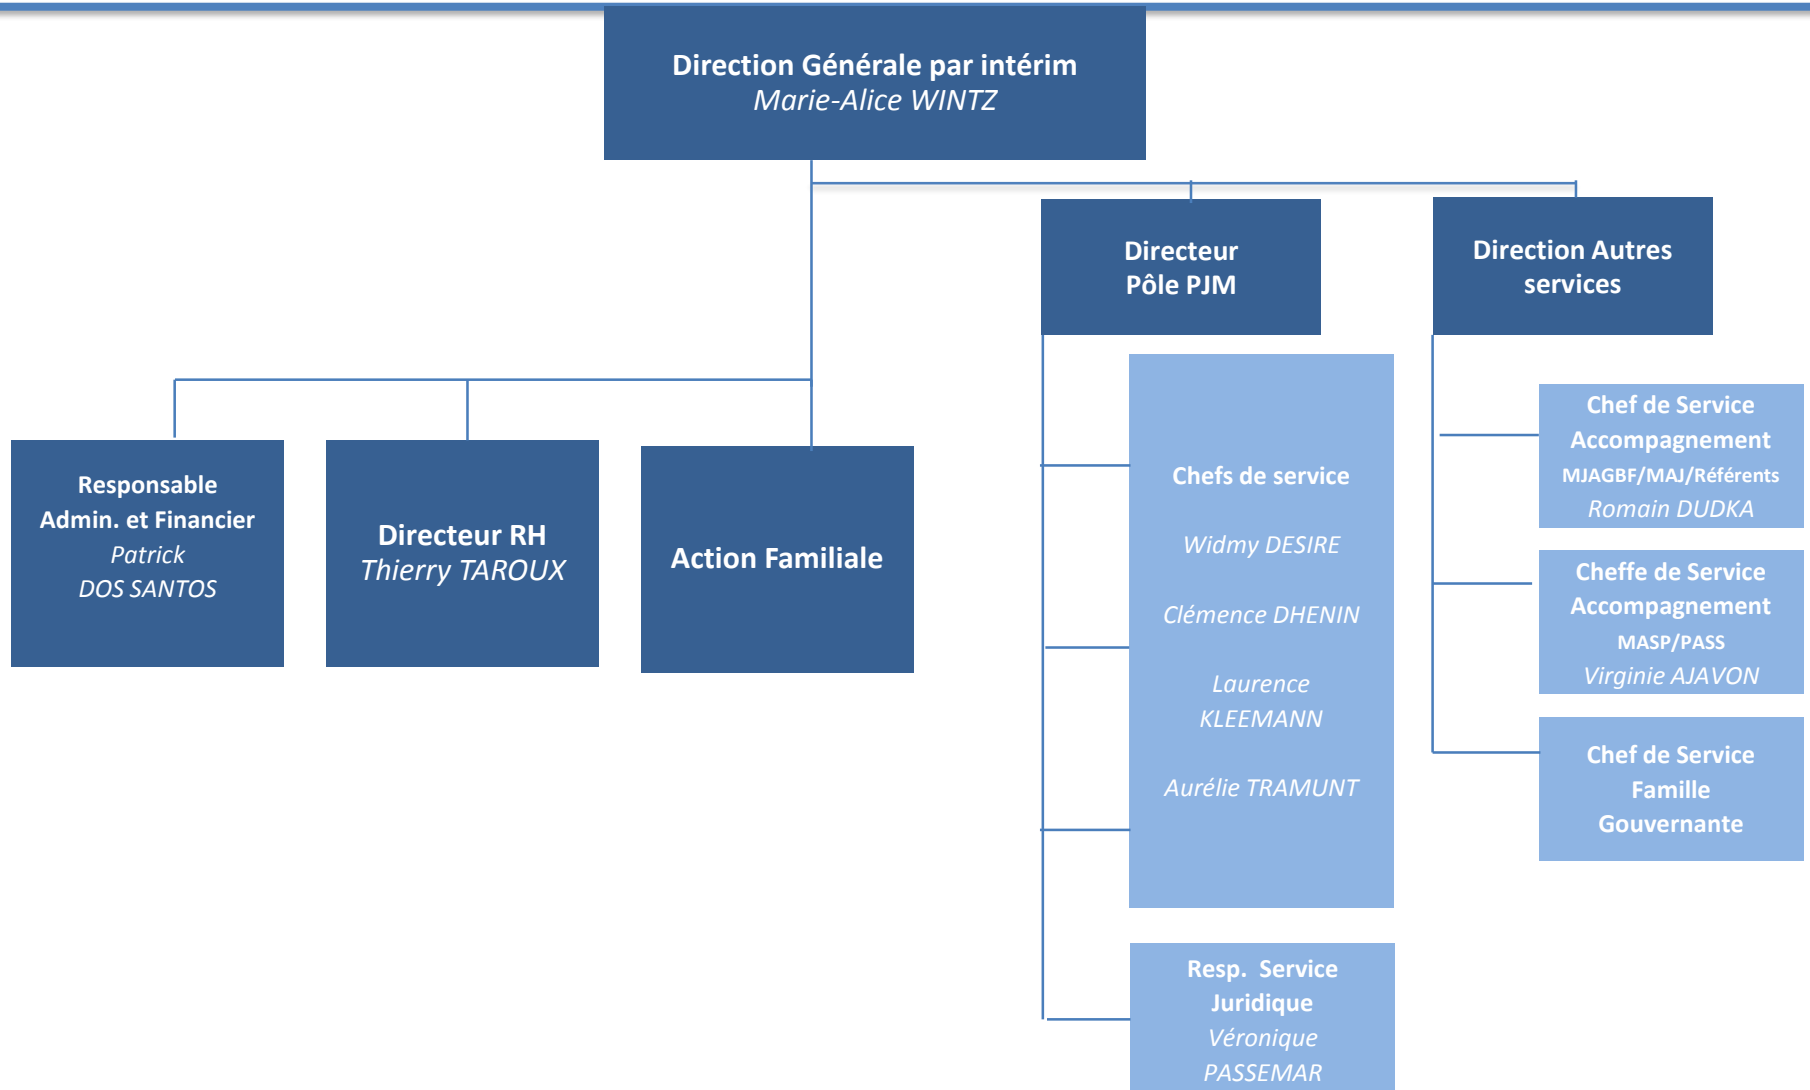 Direction Générale par intérim
Marie-Alice WINTZ
Directeur
Pôle PJM
Direction Autres
services
Responsable
Admin. et Financier
Patrick
DOS SANTOS
Directeur RH
Thierry TAROUX
Action Familiale
Chefs de service
Widmy DESIRE
Clémence DHENIN
Laurence
KLEEMANN
Aurélie TRAMUNT
Resp. Service
Juridique
Véronique
PASSEMAR
Chef de Service
Accompagnement
MJAGBF/MAJ/Référents
Romain DUDKA
Cheffe de Service
Accompagnement
MASP/PASS
Virginie AJAVON
Chef de Service
Famille
Gouvernante